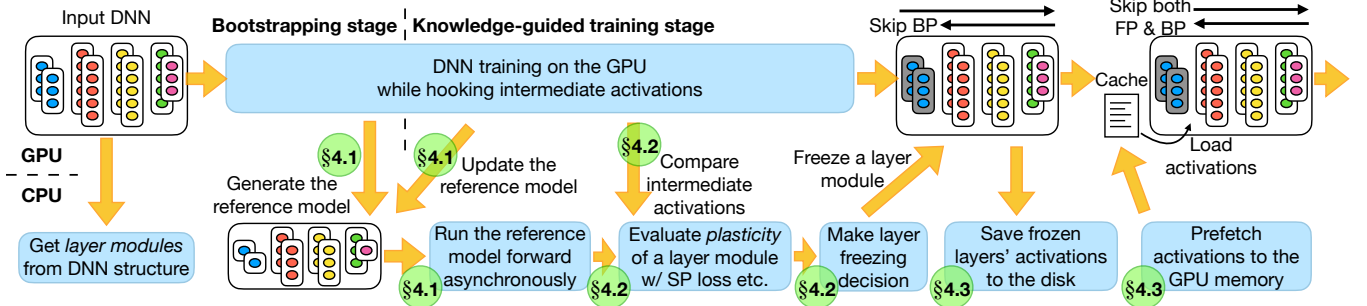 Input DNN
Bootstrapping stage
Knowledge-guided training stage
DNN training on the GPU
while hooking intermediate activations
Skip BP
Skip both
FP & BP
Cache
Load
activations
GPU
CPU
§4.1
§4.1
§4.2
Generate the
reference model
Update the
reference model
Compare
intermediate
activations
Freeze a layer
module
Get layer modules
from DNN structure
Run the reference
model forward
asynchronously
§4.1
Evaluate plasticity
of a layer module
w/ SP loss etc.
§4.2
Make layer
freezing
decision
§4.2
Save frozen
layers’ activations
to the disk
§4.3
Prefetch
activations to the
GPU memory
§4.3